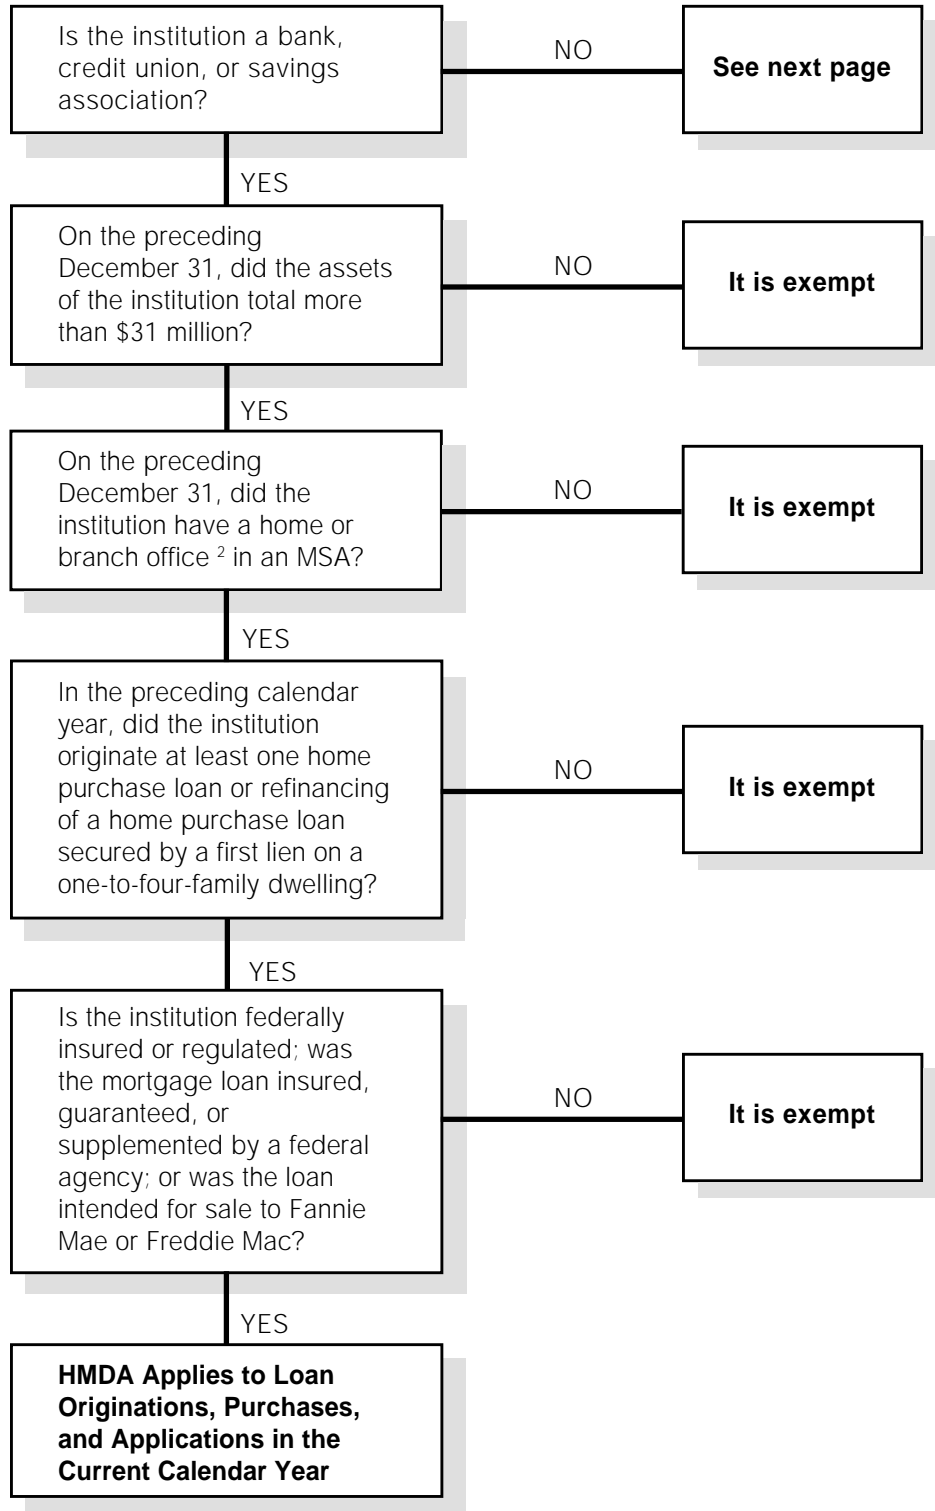 Is the institution a bank,
credit union, or savings
association?
NO
See next page
YES
On the preceding
December 31, did the assets
of the institution total more
than $31 million?
NO
It is exempt
YES
On the preceding
December 31, did the
institution have a home or
branch office 2 in an MSA?
NO
It is exempt
YES
In the preceding calendar
year, did the institution
originate at least one home
purchase loan or refinancing
of a home purchase loan
secured by a first lien on a
one-to-four-family dwelling?
NO
It is exempt
YES
Is the institution federally
insured or regulated; was
the mortgage loan insured,
guaranteed, or
supplemented by a federal
agency; or was the loan
intended for sale to Fannie
Mae or Freddie Mac?
NO
It is exempt
YES
HMDA Applies to Loan
Originations, Purchases,
and Applications in the
Current Calendar Year